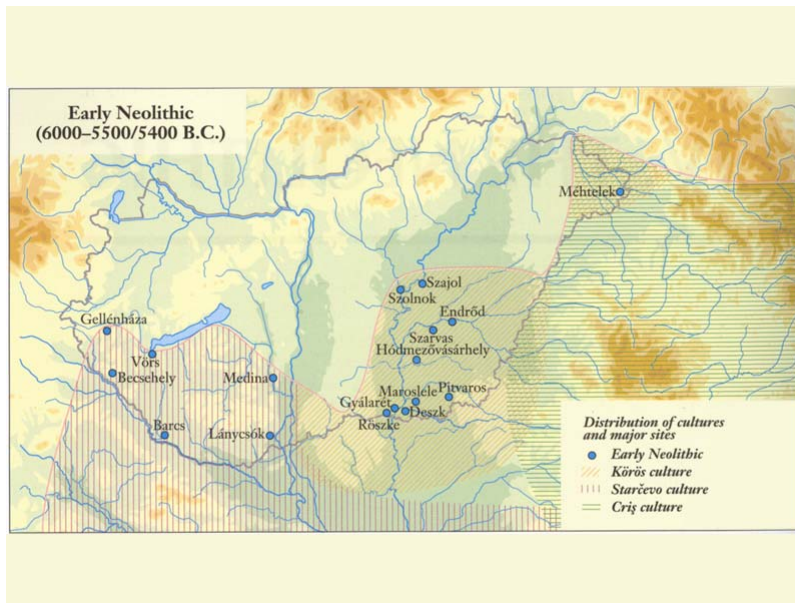 Early Neolithic
(6000–5500/5400 B.C.)
Méhtelek
Szajol
Szolnok
Endrőd
Gellénháza
Szarvas
Hódmezővásárhely
Vörs
Becsehely
Medina
Maroslele
Pitvaros
Gyálarét
Deszk
Röszke
Barcs
Lánycsók
Distribution of cultures
and major sites
Early Neolithic
Körös culture
Starčevo culture
Criş culture